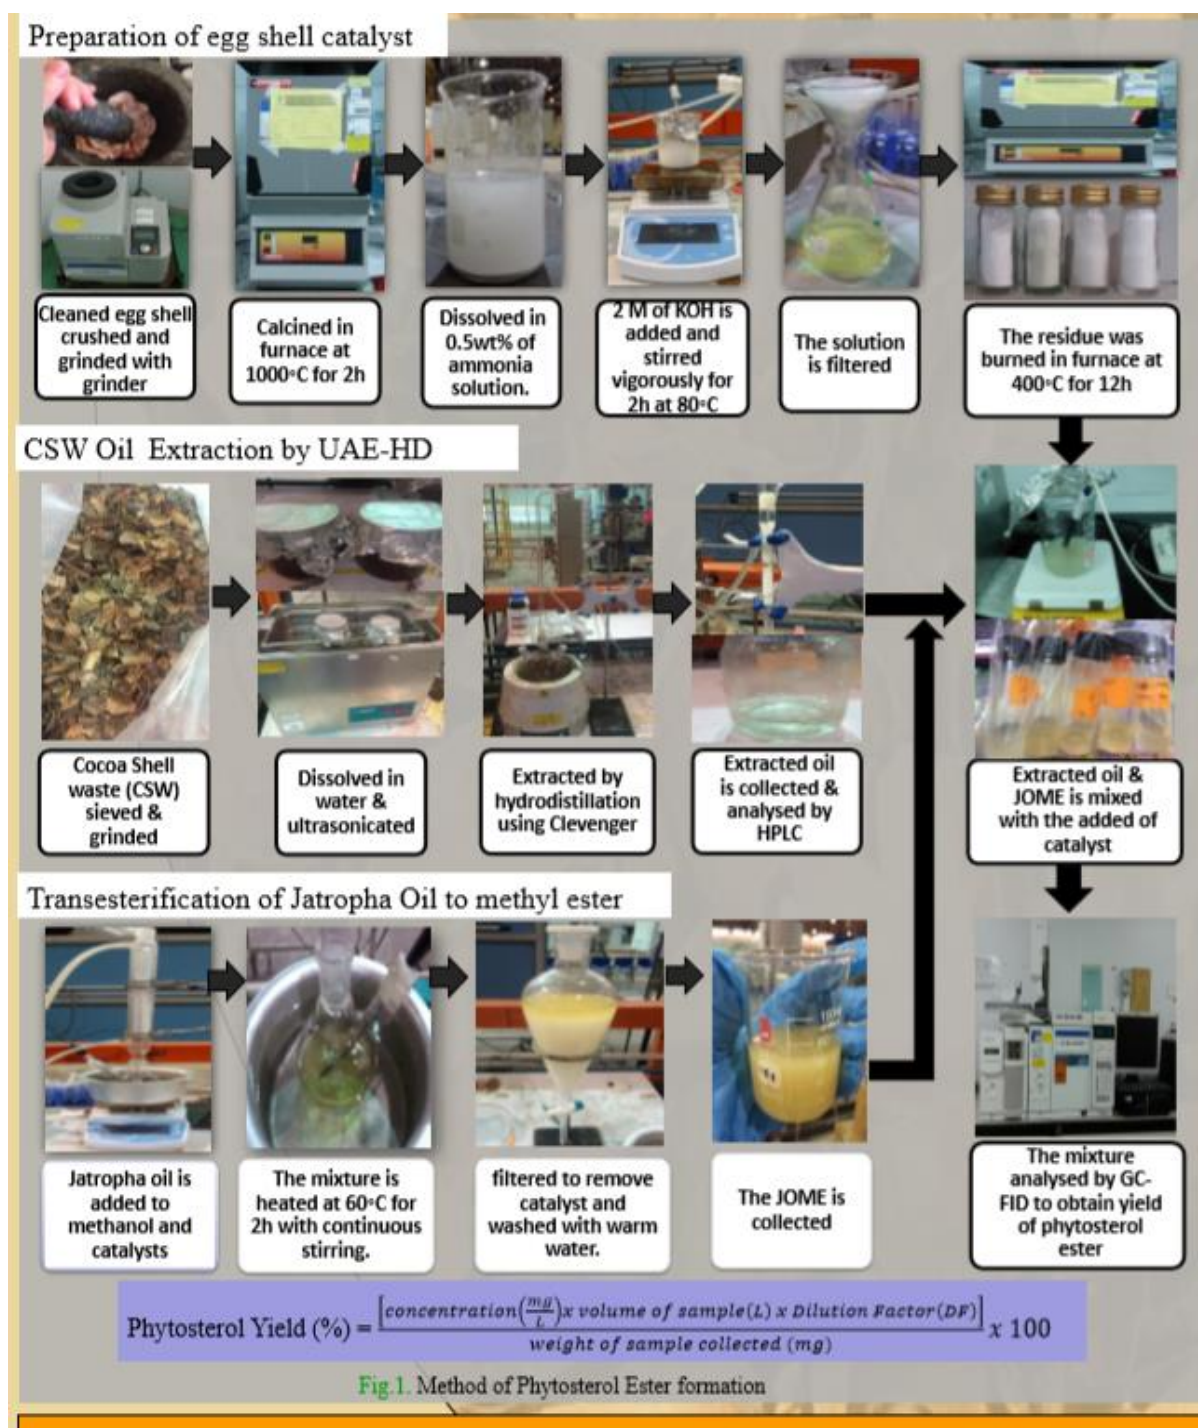 Preparation of egg shell catalyst
Cleaned egg shell
crushed and
grinded with
grinder
Calcined in
furnace at
1000°C for 2h
Dissolved in
0.5wt% of
ammonia
solution.
2 M of KOH is
added and
stirred
vigorously for
2h at 80°C
The solution
is filtered
The residue was
burned in furnace at
400°C for 12h
CSW Oil Extraction by UAE-HD
Cocoa Shell
waste (CSW)
sieved &
grinded
Dissolved in
water &
ultrasonicated
Extracted by
hydrodistillation
using Clevenger
Extracted oil
is collected &
analysed by
HPLC
Extracted oil &
JOME is mixed
with the added of
catalyst
Transesterification of Jatropha Oil to methyl ester
Jatropha oil is
added to
methanol and
catalysts
The mixture is
heated at 60°C for
2h with continuous
stirring.
filtered to remove
catalyst and
washed with warm
water.
The JOME is
collected
The mixture
analysed by GC-
FID to obtain yield
of phytosterol
ester
Phytosterol Yield (%) = [concentration(mg/L)x volume of sample(L) x Dilution Factor(DF)] / weight of sample collected (mg) x 100
Fig.1. Method of Phytosterol Ester formation